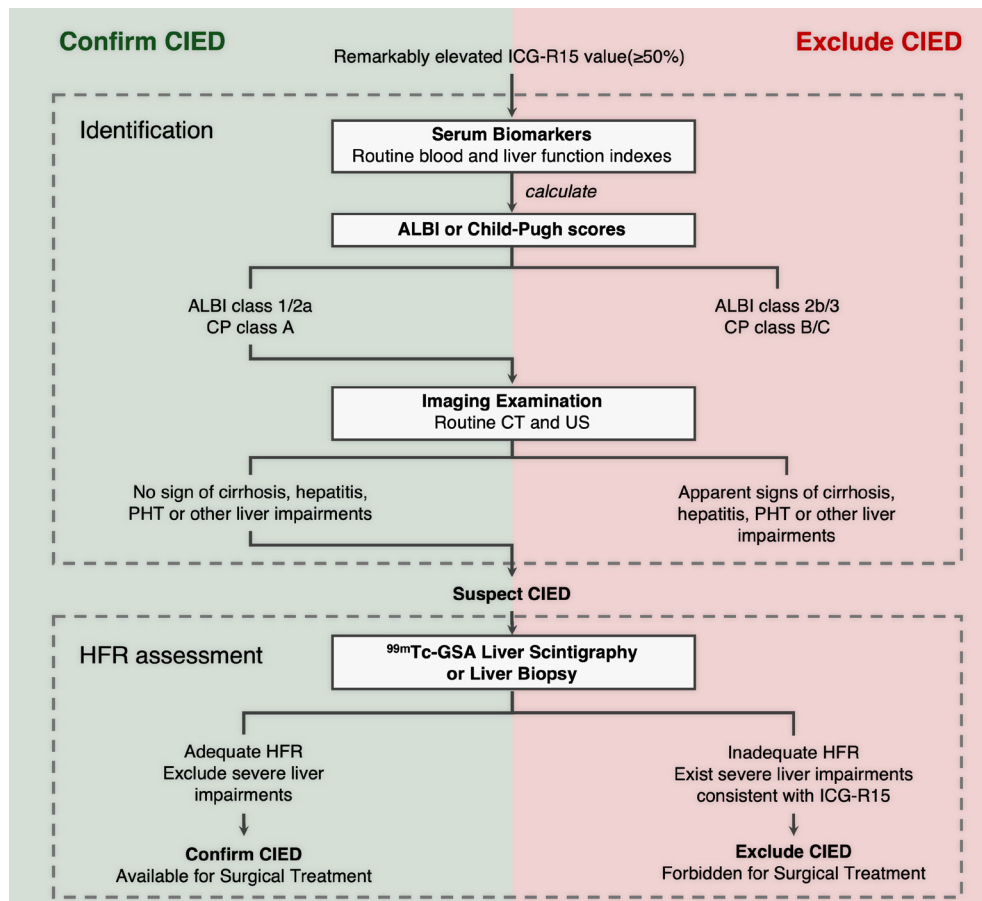 Confirm CIED
Exclude CIED
Remarkably elevated ICG-R15 value(≥50%)
Identification
Serum Biomarkers
Routine blood and liver function indexes
calculate
ALBI or Child-Pugh scores
ALBI class 1/2a
CP class A
ALBI class 2b/3
CP class B/C
Imaging Examination
Routine CT and US
No sign of cirrhosis, hepatitis,
PHT or other liver impairments
Apparent signs of cirrhosis,
hepatitis, PHT or other liver
impairments
Suspect CIED
HFR assessment
⁹⁹ᵐTc-GSA Liver Scintigraphy
or Liver Biopsy
Adequate HFR
Exclude severe liver
impairments
Inadequate HFR
Exist severe liver impairments
consistent with ICG-R15
Confirm CIED
Available for Surgical Treatment
Exclude CIED
Forbidden for Surgical Treatment